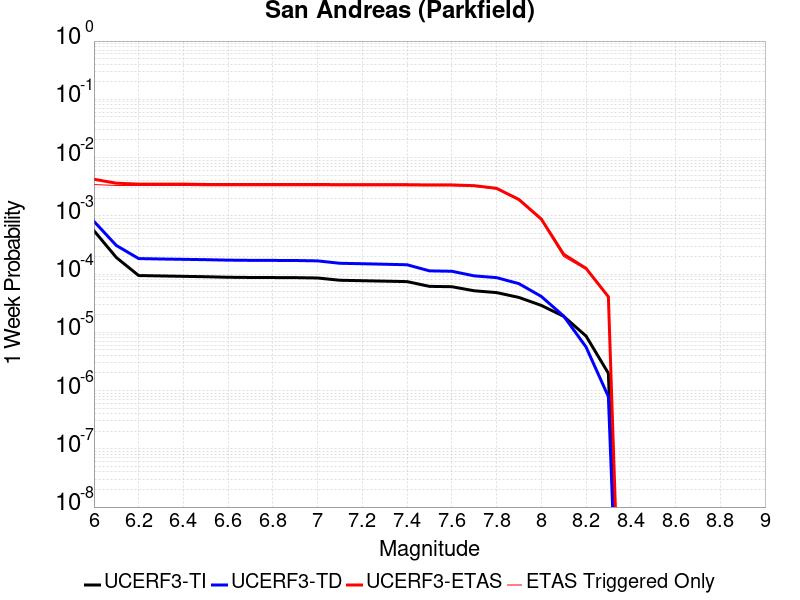 San Andreas (Parkfield)
10^0
10^-1
10^-2
10^-3
10^-4
10^-5
10^-6
10^-7
10^-8
1 Week Probability
6 6.2 6.4 6.6 6.8 7 7.2 7.4 7.6 7.8 8 8.2 8.4 8.6 8.8 9
Magnitude
UCERF3-TI UCERF3-TD UCERF3-ETAS ETAS Triggered Only